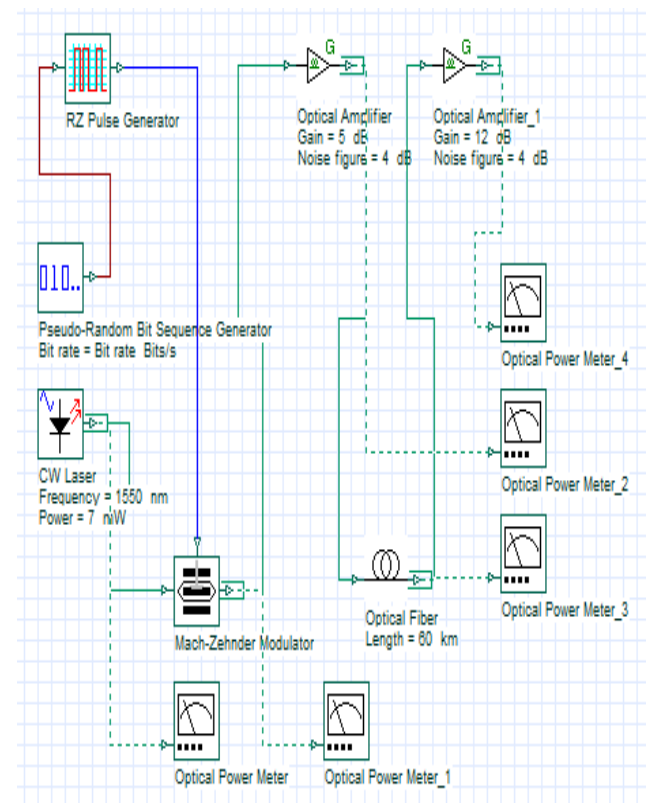 G
G
RZ Pulse Generator
Optical Amplifier
Gain = 5 dB
Noise figure = 4 dB
Optical Amplifier_1
Gain = 12 dB
Noise figure = 4 dB
010..
Pseudo-Random Bit Sequence Generator
Bit rate = Bit rate Bits/s
Optical Power Meter_4
CW Laser
Frequency = 1550 nm
Power = 7 mW
Optical Power Meter_2
Optical Power Meter_3
Optical Fiber
Length = 60 km
Mach-Zehnder Modulator
Optical Power Meter
Optical Power Meter_1